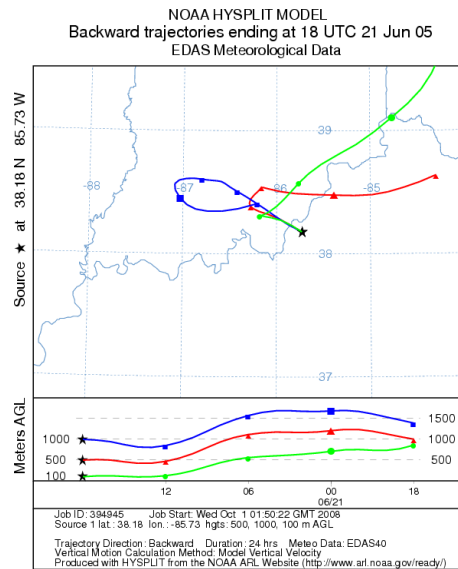 NOAA HYSPLIT MODEL
Backward trajectories ending at 18 UTC 21 Jun 05
EDAS Meteorological Data
Source ★ at 38.18 N 85.73 W
39
-88
-87
-86
-85
38
37
Meters AGL
1500
1000
1000
500
500
100
12
06
00
18
06/21
Job ID: 394945 Job Start: Wed Oct 1 01:50:22 GMT 2008
Source 1 lat.: 38.18 lon.: -85.73 hgts: 500, 1000, 100 m AGL
Trajectory Direction: Backward Duration: 24 hrs Meteo Data: EDAS40
Vertical Motion Calculation Method: Model Vertical Velocity
Produced with HYSPLIT from the NOAA ARL Website (http://www.arl.noaa.gov/ready/)